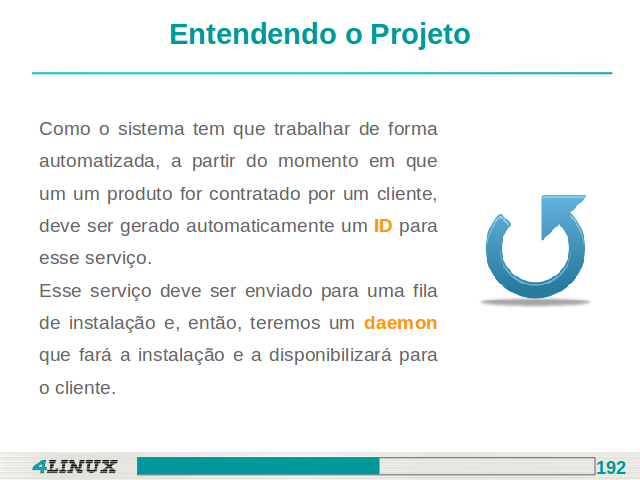 Entendendo o Projeto
Como o sistema tem que trabalhar de forma
automatizada, a partir do momento em que
um um produto for contratado por um cliente,
deve ser gerado automaticamente um ID para
esse serviço.
Esse serviço deve ser enviado para uma fila
de instalação e, então, teremos um daemon
que fará a instalação e a disponibilizará para
o cliente.
4LINUX
192